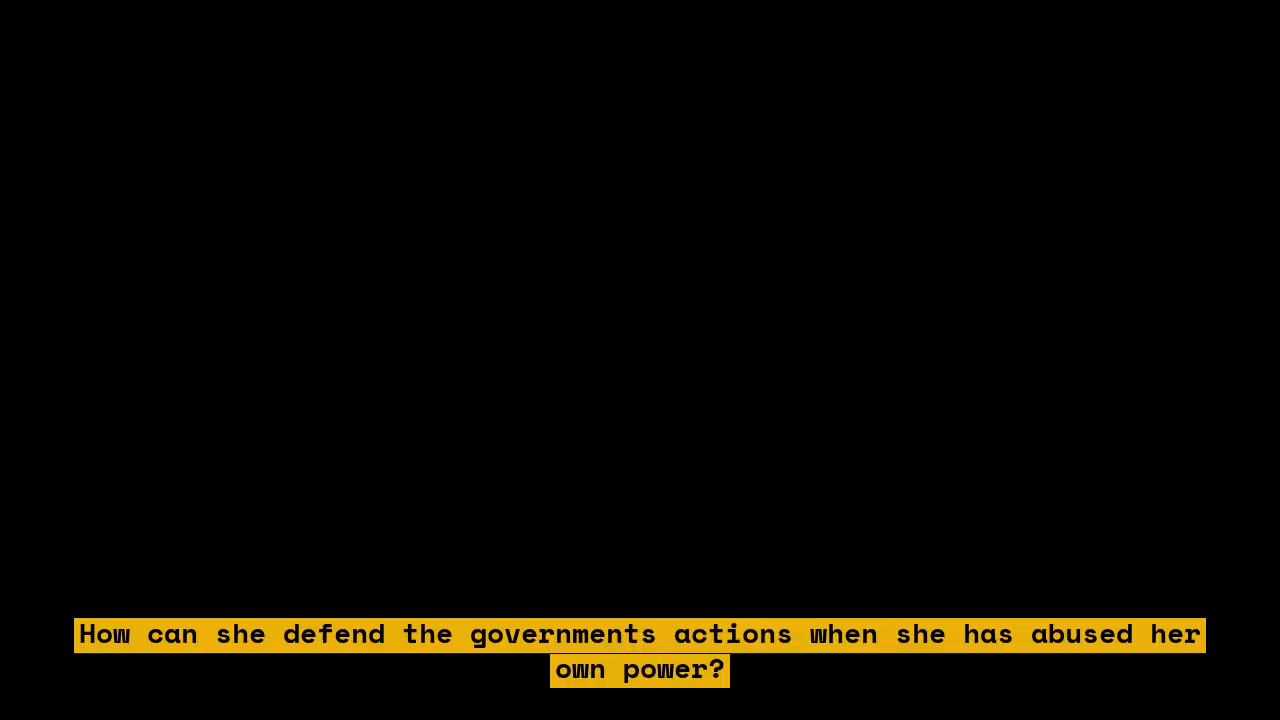 How can she defend the governments actions when she has abused her
own power?